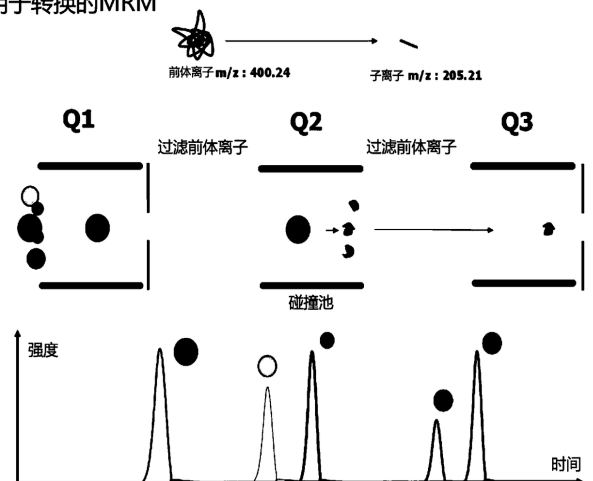 用于转换的MRM
前体离子 m/z : 400.24
子离子 m/z : 205.21
Q1
Q2
Q3
过滤前体离子
过滤前体离子
碰撞池
强度
时间